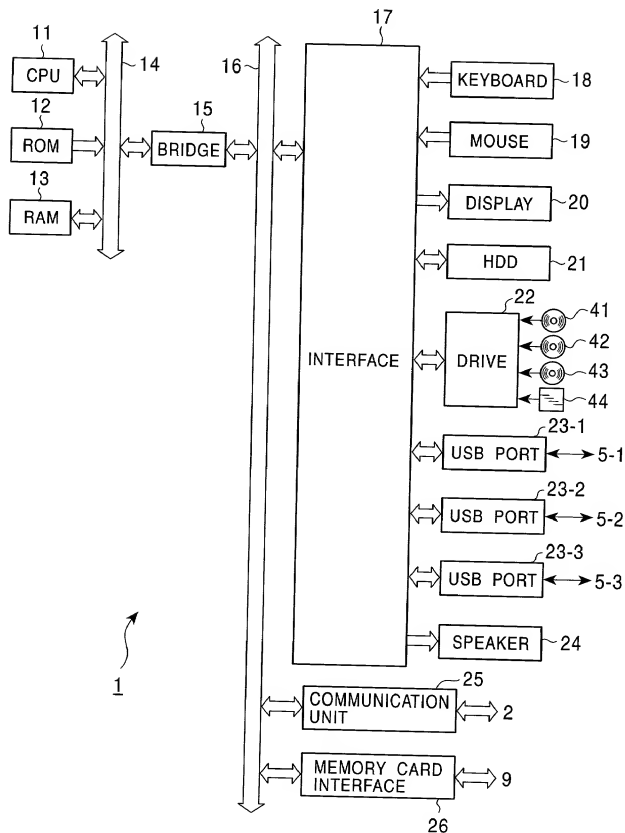 11
CPU
12
ROM
13
RAM
14
15
BRIDGE
16
17
INTERFACE
KEYBOARD
18
MOUSE
19
DISPLAY
20
HDD
21
22
DRIVE
41
42
43
44
23-1
USB PORT
5-1
23-2
USB PORT
5-2
23-3
USB PORT
5-3
SPEAKER
24
25
COMMUNICATION
UNIT
2
MEMORY CARD
INTERFACE
9
26
1